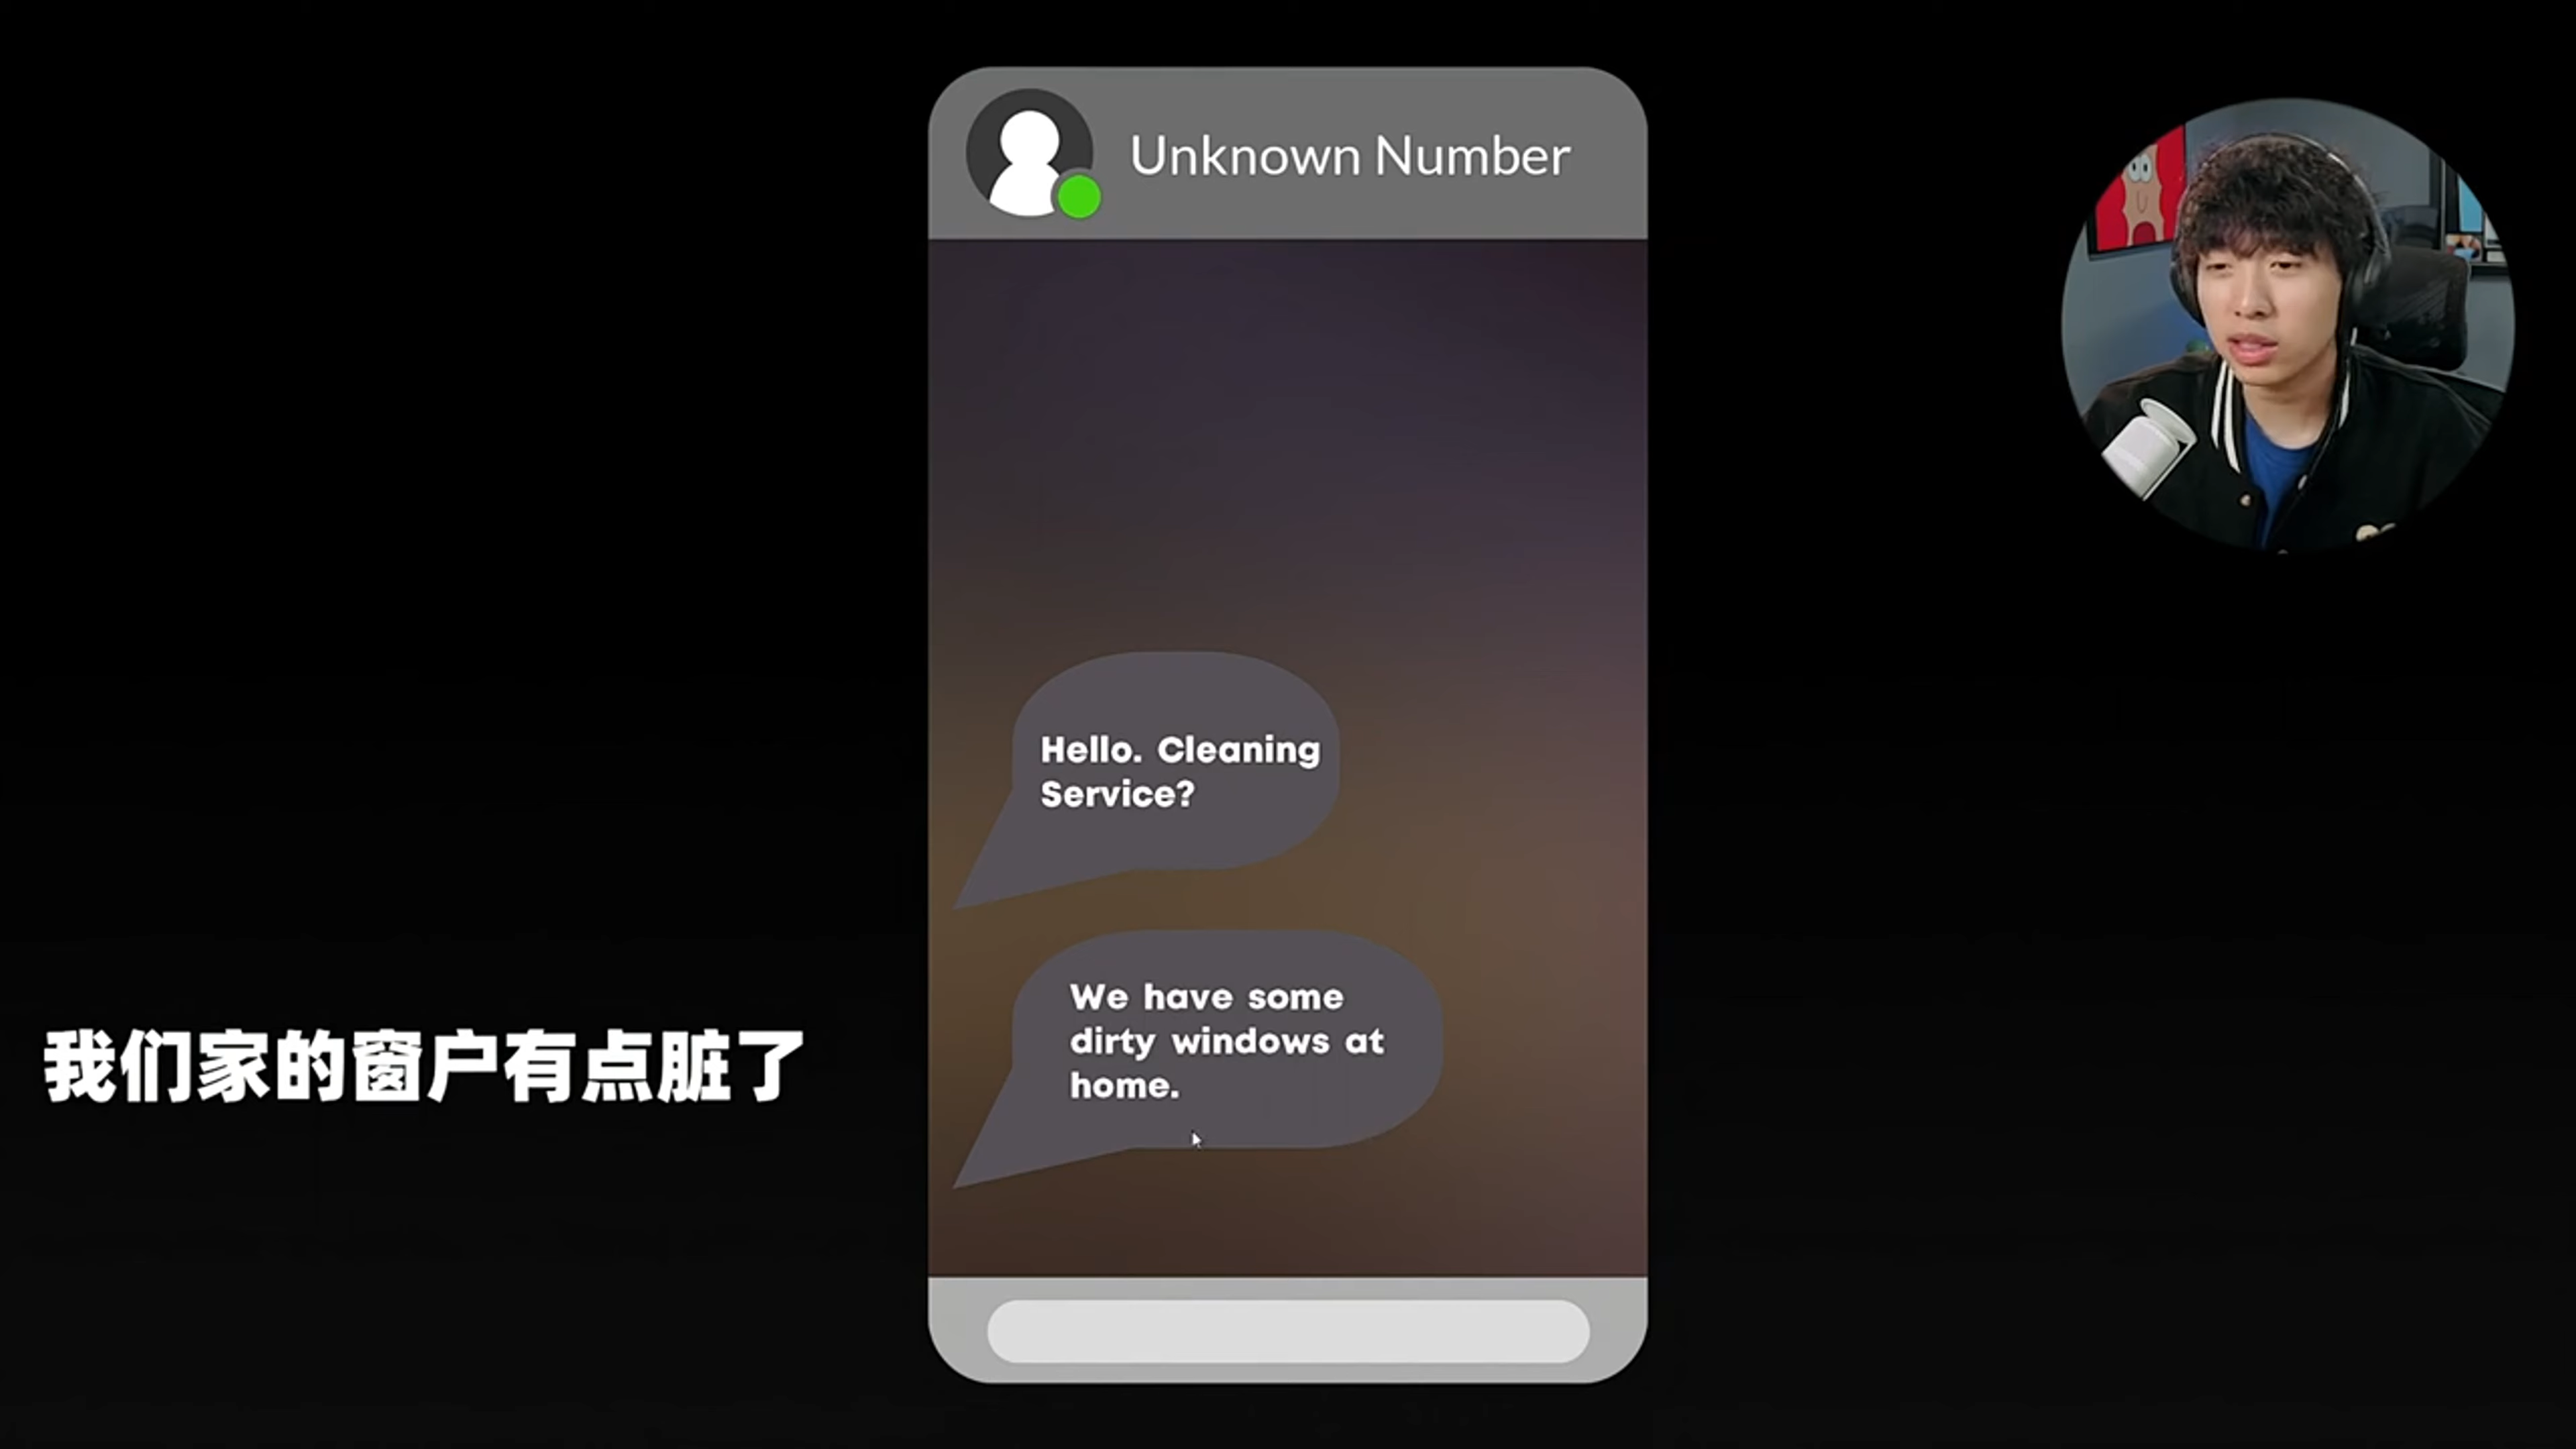 Unknown Number
Hello. Cleaning
Service?
We have some
dirty windows at
home.
我们家的窗户有点脏了